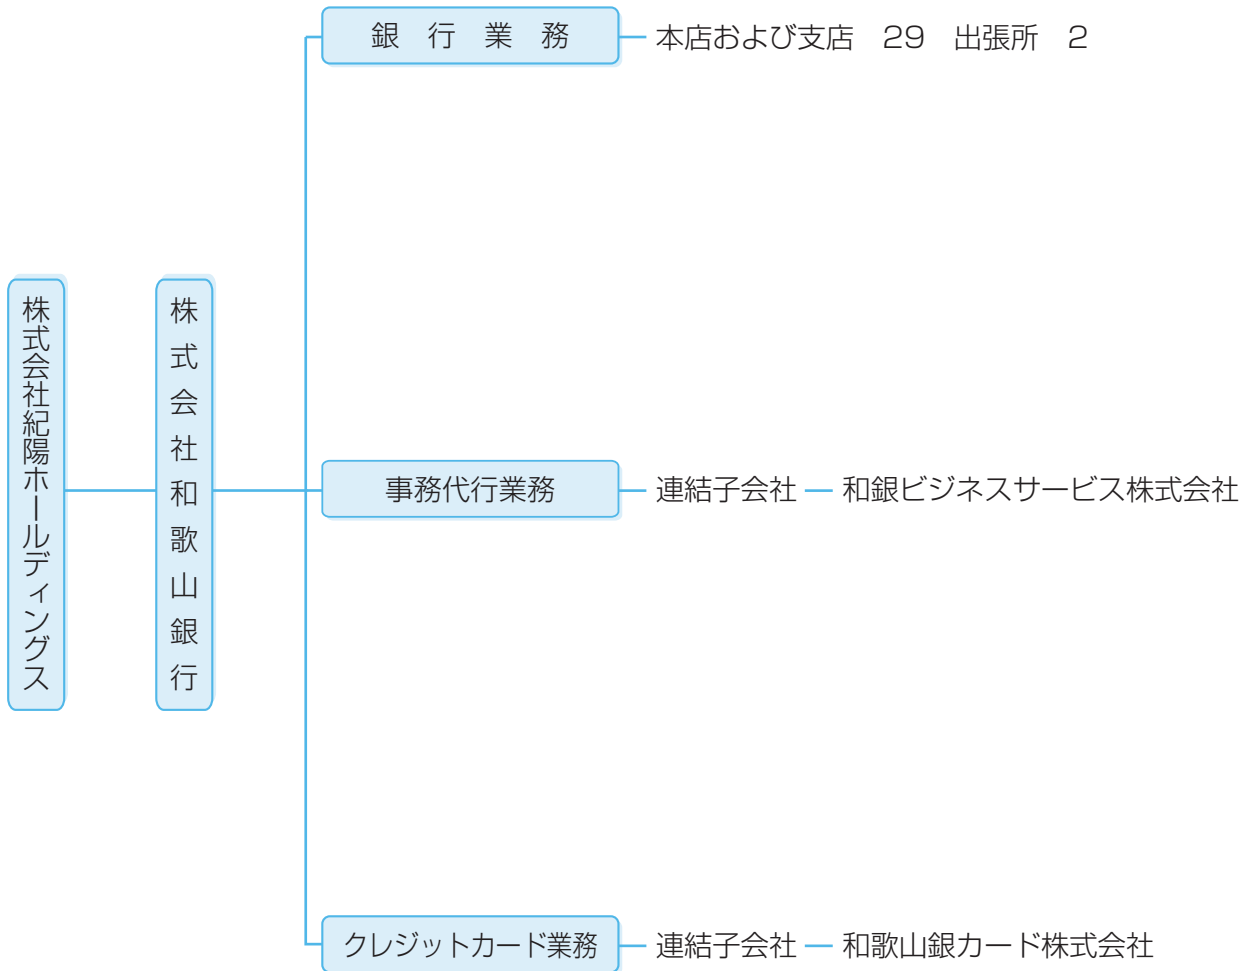 株式会社紀陽ホールディングス
株式会社和歌山銀行
銀行業務
本店および支店　29　出張所　2
事務代行業務
連結子会社
和銀ビジネスサービス株式会社
クレジットカード業務
連結子会社
和歌山銀カード株式会社